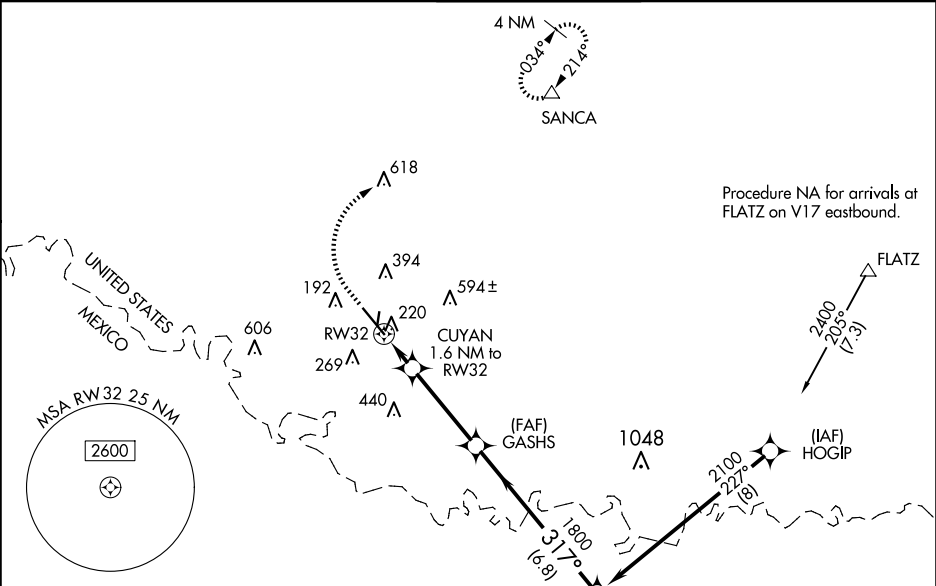 4 NM
034°
214°
SANCA
618
Procedure NA for arrivals at
FLATZ on V17 eastbound.
FLATZ
2400
205°
(7.3)
394
192
594±
220
UNITED STATES
MEXICO
606
RW32
CUYAN
1.6 NM to
RW32
269
440
MSA RW32 25 NM
2600
(FAF)
GASHS
1048
(IAF)
HOGIP
2100
227°
(8)
1800
317°
(6.8)